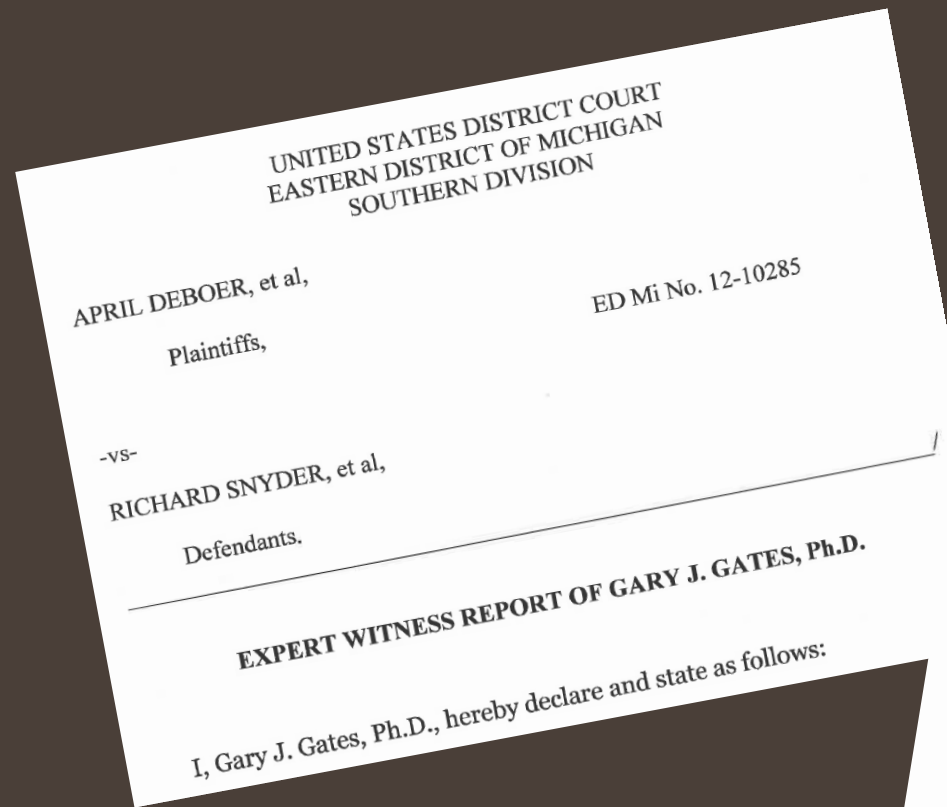 UNITED STATES DISTRICT COURT
EASTERN DISTRICT OF MICHIGAN
SOUTHERN DIVISION
APRIL DEBOER, et al,
ED Mi No. 12-10285
Plaintiffs,
-vs-
RICHARD SNYDER, et al,
Defendants.
/
EXPERT WITNESS REPORT OF GARY J. GATES, Ph.D.
I, Gary J. Gates, Ph.D., hereby declare and state as follows: